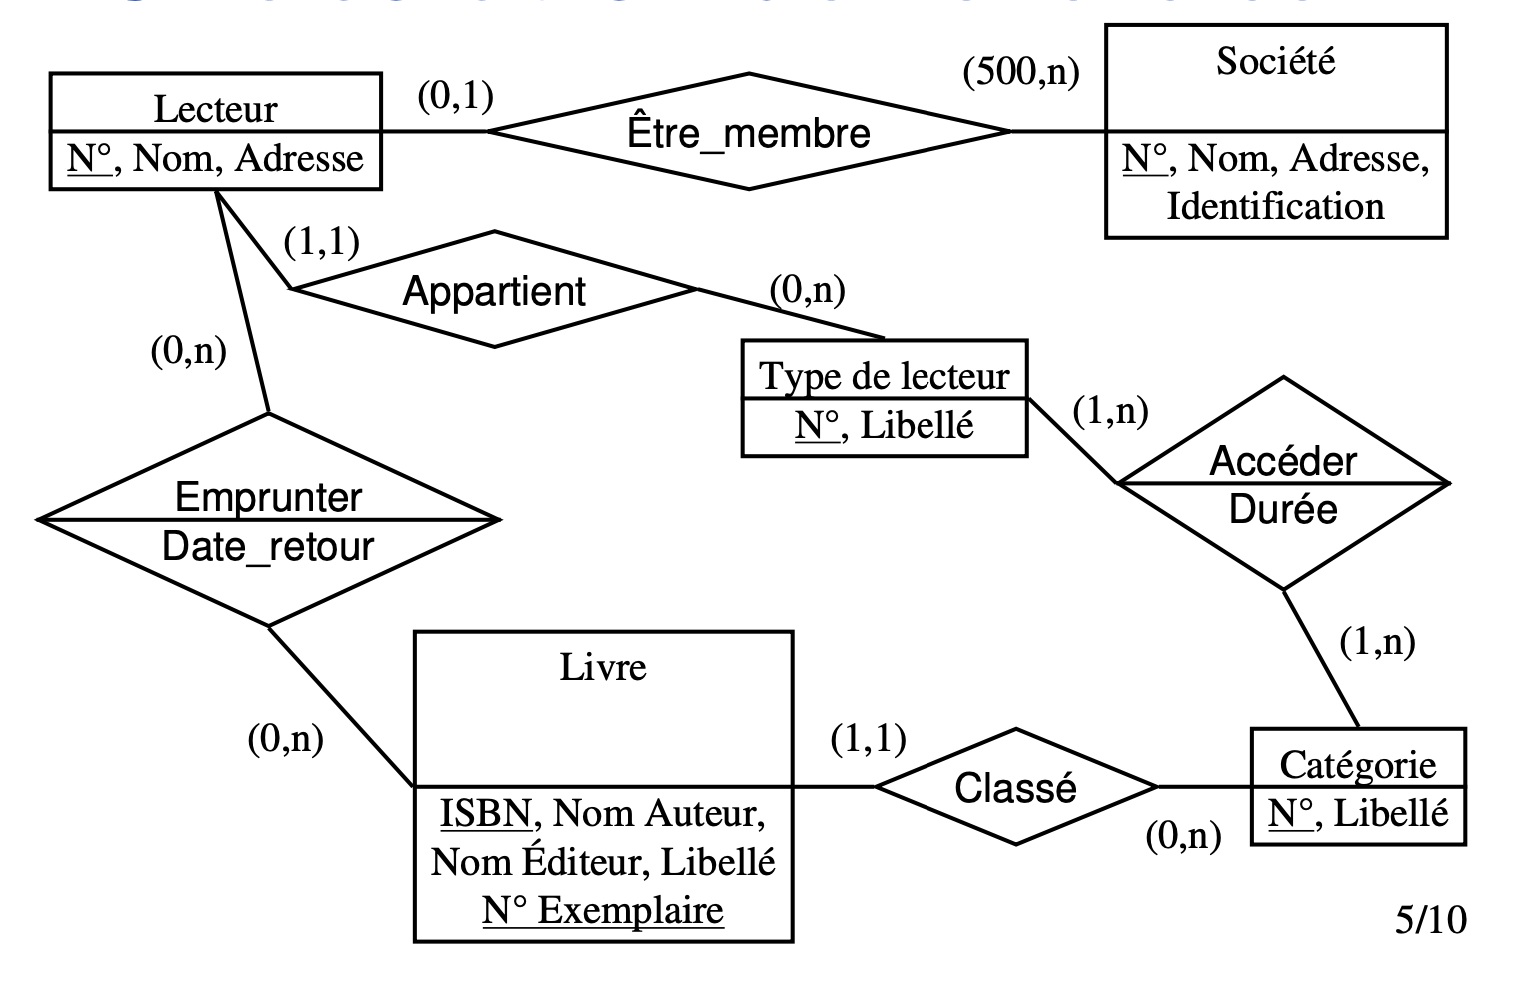 Société
(500,n)
(0,1)
Lecteur
Être_membre
N°, Nom, Adresse
N°, Nom, Adresse,
Identification
(1,1)
Appartient
(0,n)
(0,n)
Type de lecteur
N°, Libellé
(1,n)
Accéder
Durée
Emprunter
Date_retour
(1,n)
Livre
(0,n)
(1,1)
Classé
Catégorie
N°, Libellé
(0,n)
ISBN, Nom Auteur,
Nom Éditeur, Libellé
N° Exemplaire
5/10